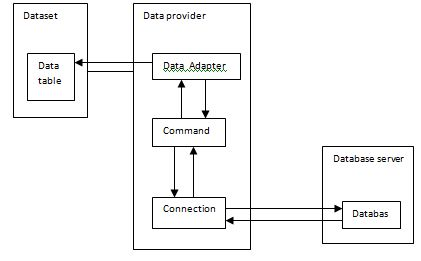 Dataset
Data provider
Data
table
Data Adapter
Command
Connection
Database server
Databas